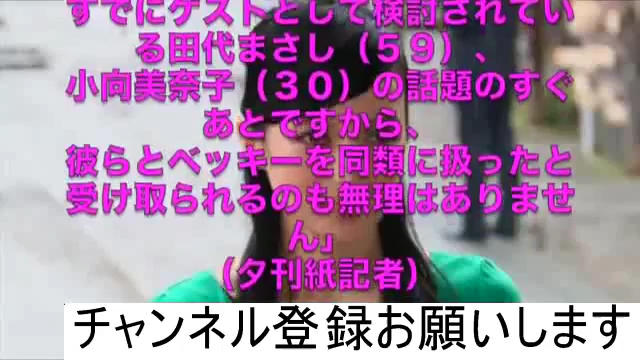 すでにゲストとして検討されてい
る田代まさし（５９）、
小向美奈子（３０）の話題のすぐ
あとですから、
彼らとベッキーを同類に扱ったと
受け取られるのも無理はありませ
ん」
（夕刊紙記者）
チャンネル登録お願いします